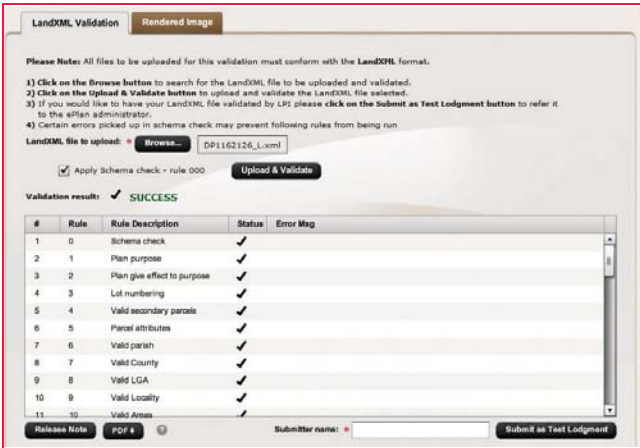 LandXML Validation Rendered Image
Please Note: All files to be uploaded for this validation must conform with the LandXML format.
1) Click on the Browse button to search for the LandXML file to be uploaded and validated.
2) Click on the Upload & Validate button to upload and validate the LandXML file selected.
3) If you would like to have your LandXML file validated by LPI please click on the Submit as Test Lodgment button to refer it
to the ePlan administrator.
4) Certain errors picked up in schema check may prevent following rules from being run
LandXML file to upload: * Browse... DP1162126_L.xml
Apply Schema check - rule 000 Upload & Validate
Validation result: ✓ SUCCESS
# Rule Rule Description Status Error Msg
1 0 Schema check ✓
2 1 Plan purpose ✓
3 2 Plan give effect to purpose ✓
4 3 Lot numbering ✓
5 4 Valid secondary parcels ✓
6 5 Parcel attributes ✓
7 6 Valid parish ✓
8 7 Valid County ✓
9 8 Valid LGA ✓
10 9 Valid Locality ✓
11 10 Valid Areas ✓
Release Note PDF ? Submitter name: * Submit as Test Lodgment